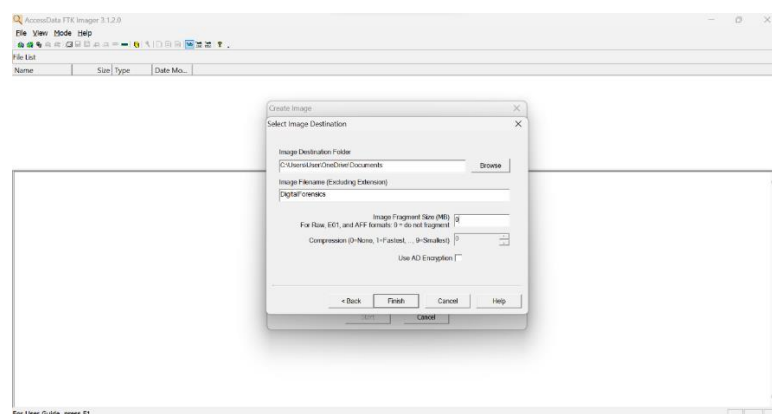 AccessData FTK Imager 3.1.2.0
File View Mode Help
File List
Name Size Type Date Mo...
Create Image
Select Image Destination
Image Destination Folder
C:\Users\User\OneDrive\Documents Browse
Image Filename (Excluding Extension)
DigitalForensics
Image Fragment Size (MB) 0
For Raw, E01, and AFF formats: 0 = do not fragment
Compression (0=None, 1=Fastest, ..., 9=Smallest) 0
Use AD Encryption
< Back Finish Cancel Help
Start Cancel
For User Guide, press F1